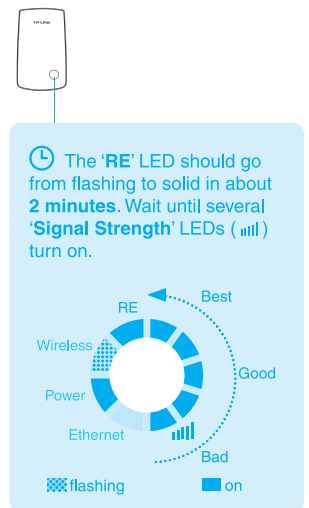 TP-LINK
The ‘RE’ LED should go
from flashing to solid in about
2 minutes. Wait until several
‘Signal Strength’ LEDs ( )
turn on.
Best
RE
Wireless
Good
Power
Ethernet
Bad
flashing
on